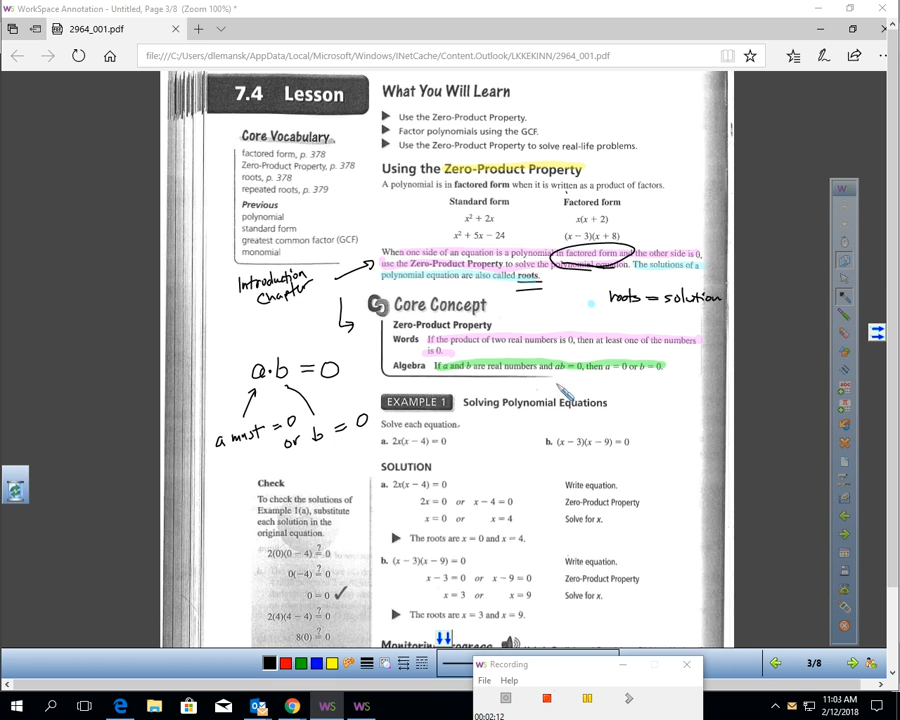 WorkSpace Annotation - Untitled, Page 3/8 (Zoom 100%) *
2964_001.pdf
file:///C:/Users/dlemansk/AppData/Local/Microsoft/Windows/INetCache/Content.Outlook/LKKEKINN/2964_001.pdf
7.4 Lesson
What You Will Learn
Use the Zero-Product Property.
Factor polynomials using the GCF.
Use the Zero-Product Property to solve real-life problems.
Core Vocabulary
factored form, p. 378
Zero-Product Property, p. 378
roots, p. 378
repeated roots, p. 379
Previous
polynomial
standard form
greatest common factor (GCF)
monomial
Using the Zero-Product Property
A polynomial is in factored form when it is written as a product of factors.
Standard form Factored form
x² + 2x x(x + 2)
x² + 5x − 24 (x − 3)(x + 8)
When one side of an equation is a polynomial in factored form and the other side is 0,
use the Zero-Product Property to solve the polynomial equation. The solutions of a
polynomial equation are also called roots.
Introduction
Chapter
roots = solution
Core Concept
Zero-Product Property
Words If the product of two real numbers is 0, then at least one of the numbers
is 0.
Algebra If a and b are real numbers and ab = 0, then a = 0 or b = 0.
a·b = 0
a must = 0
or b = 0
EXAMPLE 1 Solving Polynomial Equations
Solve each equation.
a. 2x(x − 4) = 0 b. (x − 3)(x − 9) = 0
SOLUTION
a. 2x(x − 4) = 0 Write equation.
2x = 0 or x − 4 = 0 Zero-Product Property
x = 0 or x = 4 Solve for x.
The roots are x = 0 and x = 4.
b. (x − 3)(x − 9) = 0 Write equation.
x − 3 = 0 or x − 9 = 0 Zero-Product Property
x = 3 or x = 9 Solve for x.
The roots are x = 3 and x = 9.
Check
To check the solutions of
Example 1(a), substitute
each solution in the
original equation.
2(0)(0 − 4) ≟ 0
0(−4) ≟ 0
0 = 0 ✓
2(4)(4 − 4) ≟ 0
8(0) ≟ 0
3/8
WS Recording
File Help
00:02:12
11:03 AM
2/12/2018